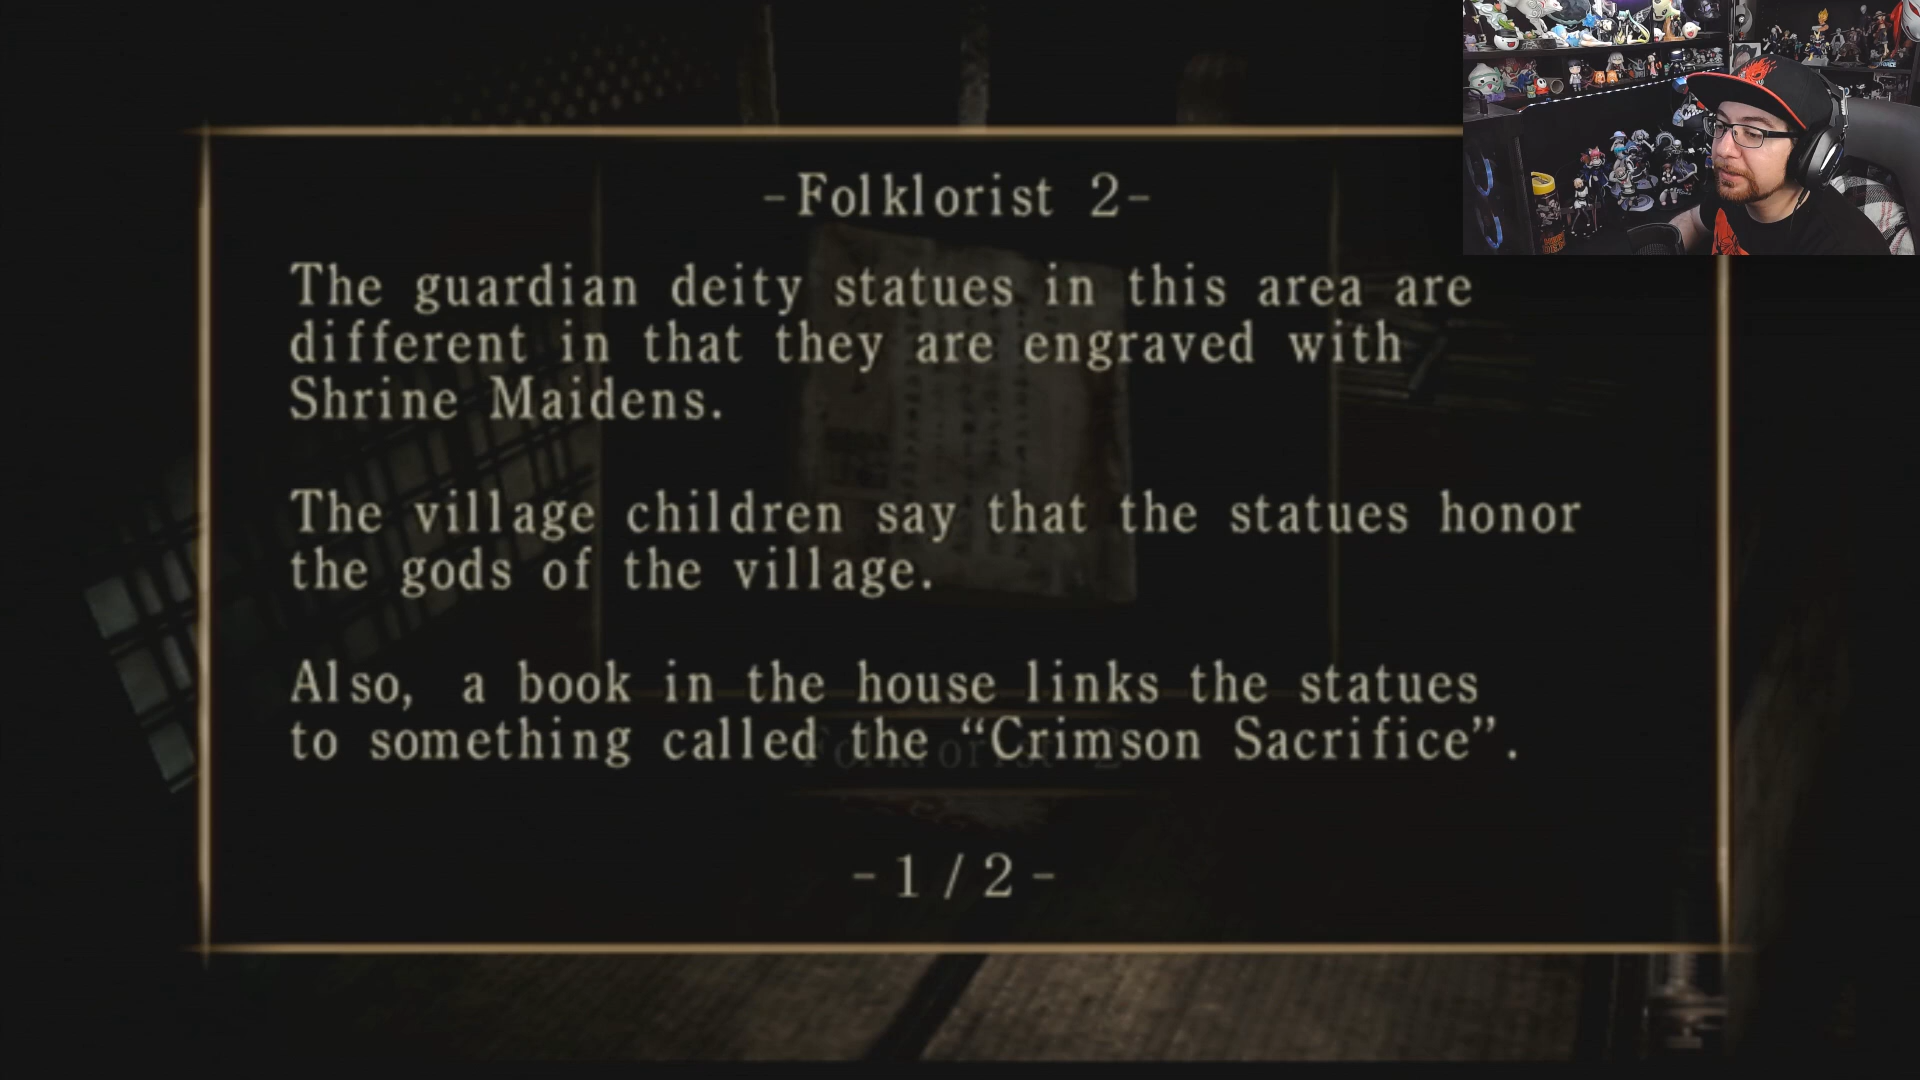 -Folklorist 2-
The guardian deity statues in this area are
different in that they are engraved with
Shrine Maidens.
The village children say that the statues honor
the gods of the village.
Also, a book in the house links the statues
to something called the “Crimson Sacrifice”.
Folklorist 2
-1/2-